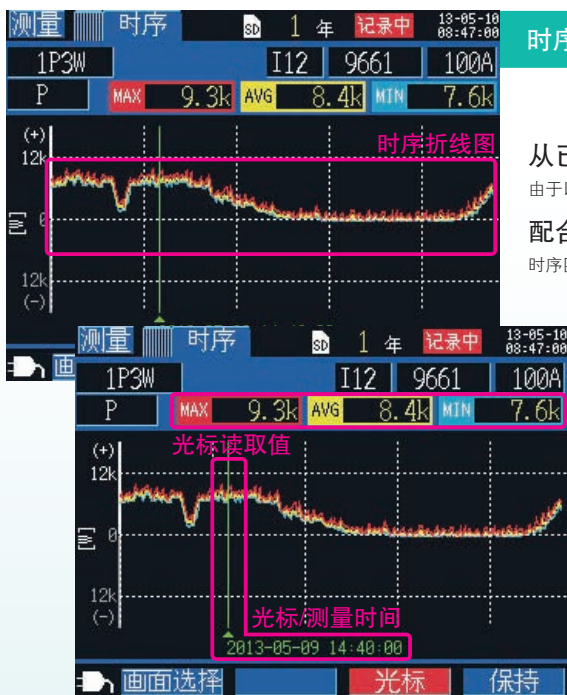 测量 时序 SD 1 年 记录中 13-05-10 08:47:00
1P3W I12 9661 100A
P MAX 9.3k AVG 8.4k MIN 7.6k
时序折线图
(+)
12k
[W] 0
12k
(-)
画
时序
从已
由于
配合
时序
测量 时序 SD 1 年 记录中 13-05-10 08:47:00
1P3W I12 9661 100A
P MAX 9.3k AVG 8.4k MIN 7.6k
光标读取值
(+)
12k
[W] 0
12k
(-)
光标/测量时间
2013-05-09 14:40:00
画面选择 光标 保持